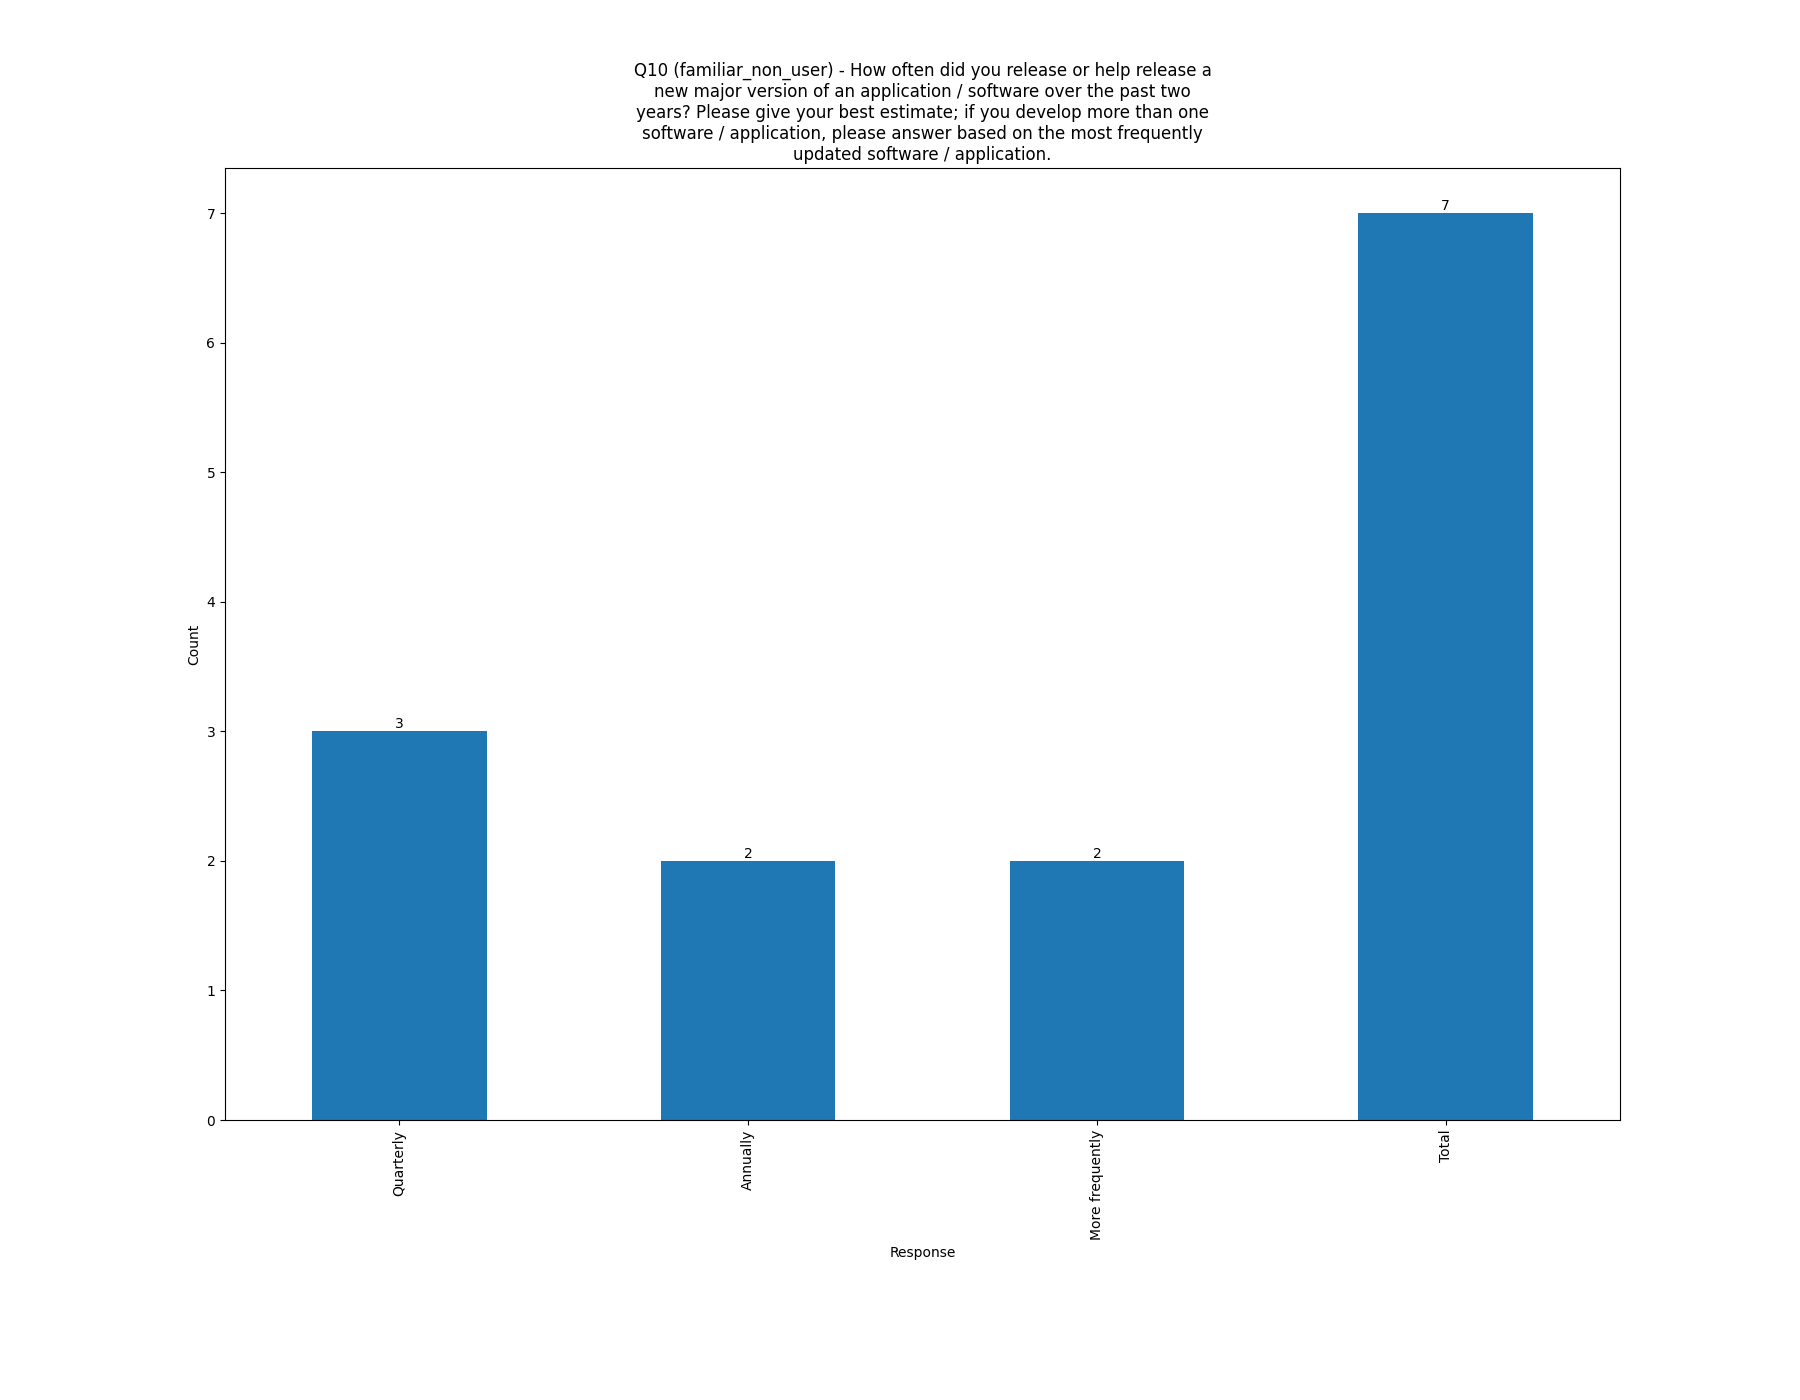 Q10 (familiar_non_user) - How often did you release or help release a
new major version of an application / software over the past two
years? Please give your best estimate; if you develop more than one
software / application, please answer based on the most frequently
updated software / application.
7
7
6
5
4
Count
3
3
2
2
2
1
0
Quarterly
Annually
More frequently
Total
Response